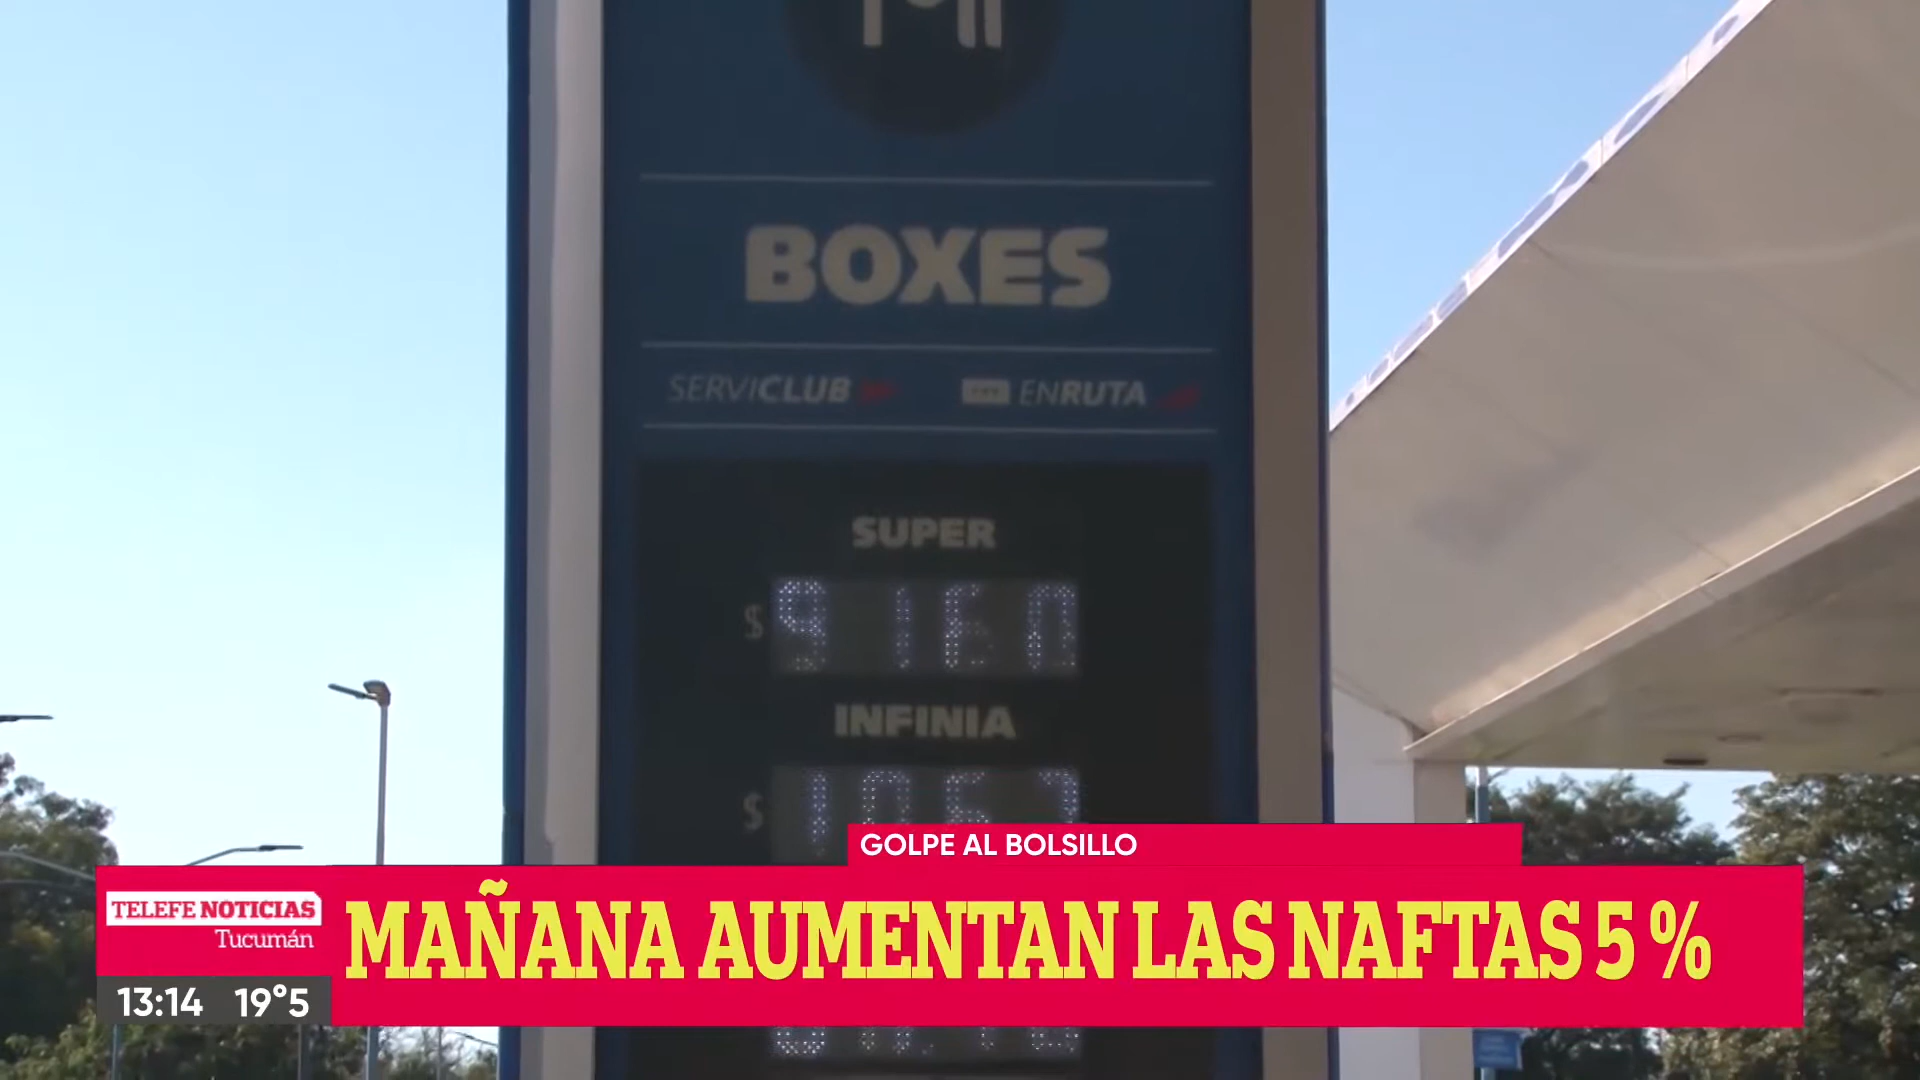 BOXES
SERVICLUB
ENRUTA
SUPER
$
INFINIA
$
GOLPE AL BOLSILLO
TELEFE NOTICIAS
Tucumán
MAÑANA AUMENTAN LAS NAFTAS 5 %
13:14 19°5